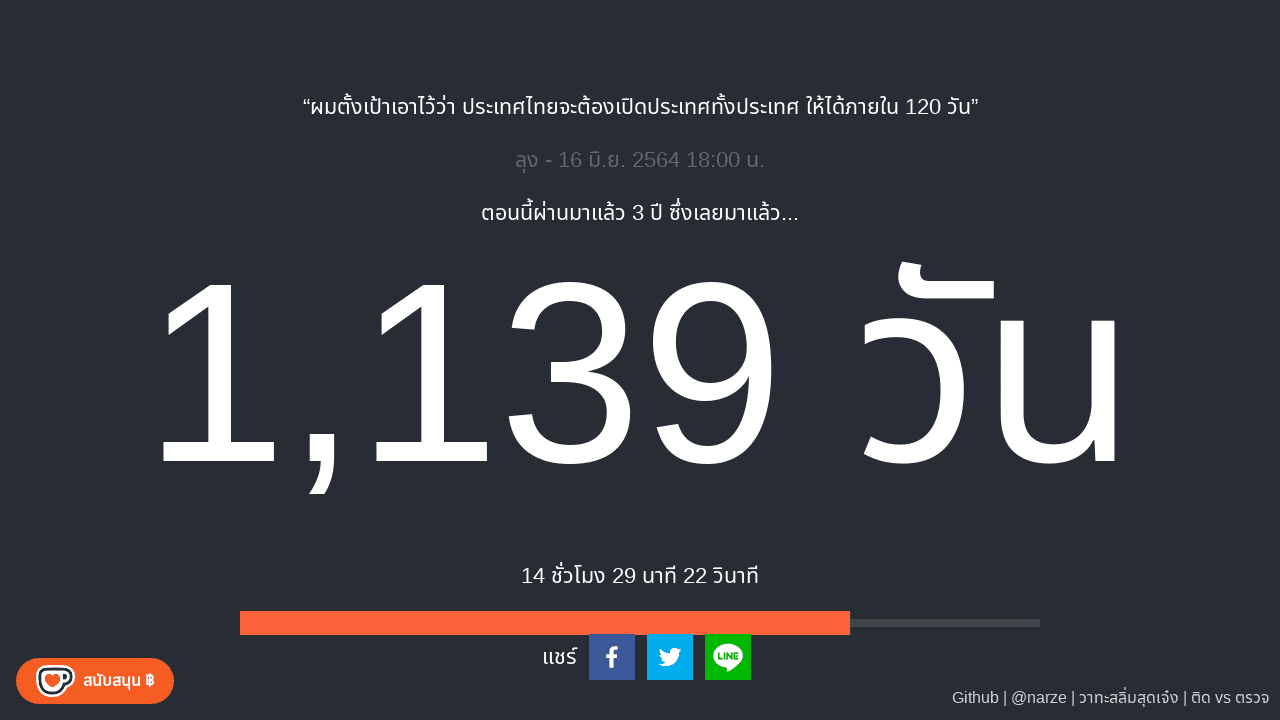 “ผมตั้งเป้าเอาไว้ว่า ประเทศไทยจะต้องเปิดประเทศทั้งประเทศ ให้ได้ภายใน 120 วัน”
ลุง - 16 มิ.ย. 2564 18:00 น.
ตอนนี้ผ่านมาแล้ว 3 ปี ซึ่งเลยมาแล้ว...
1,139 วัน
14 ชั่วโมง 29 นาที 22 วินาที
แชร์
LINE
สนับสนุน ฿
Github | @narze | วาทะสลิ่มสุดเจ๋ง | ติด vs ตรวจ